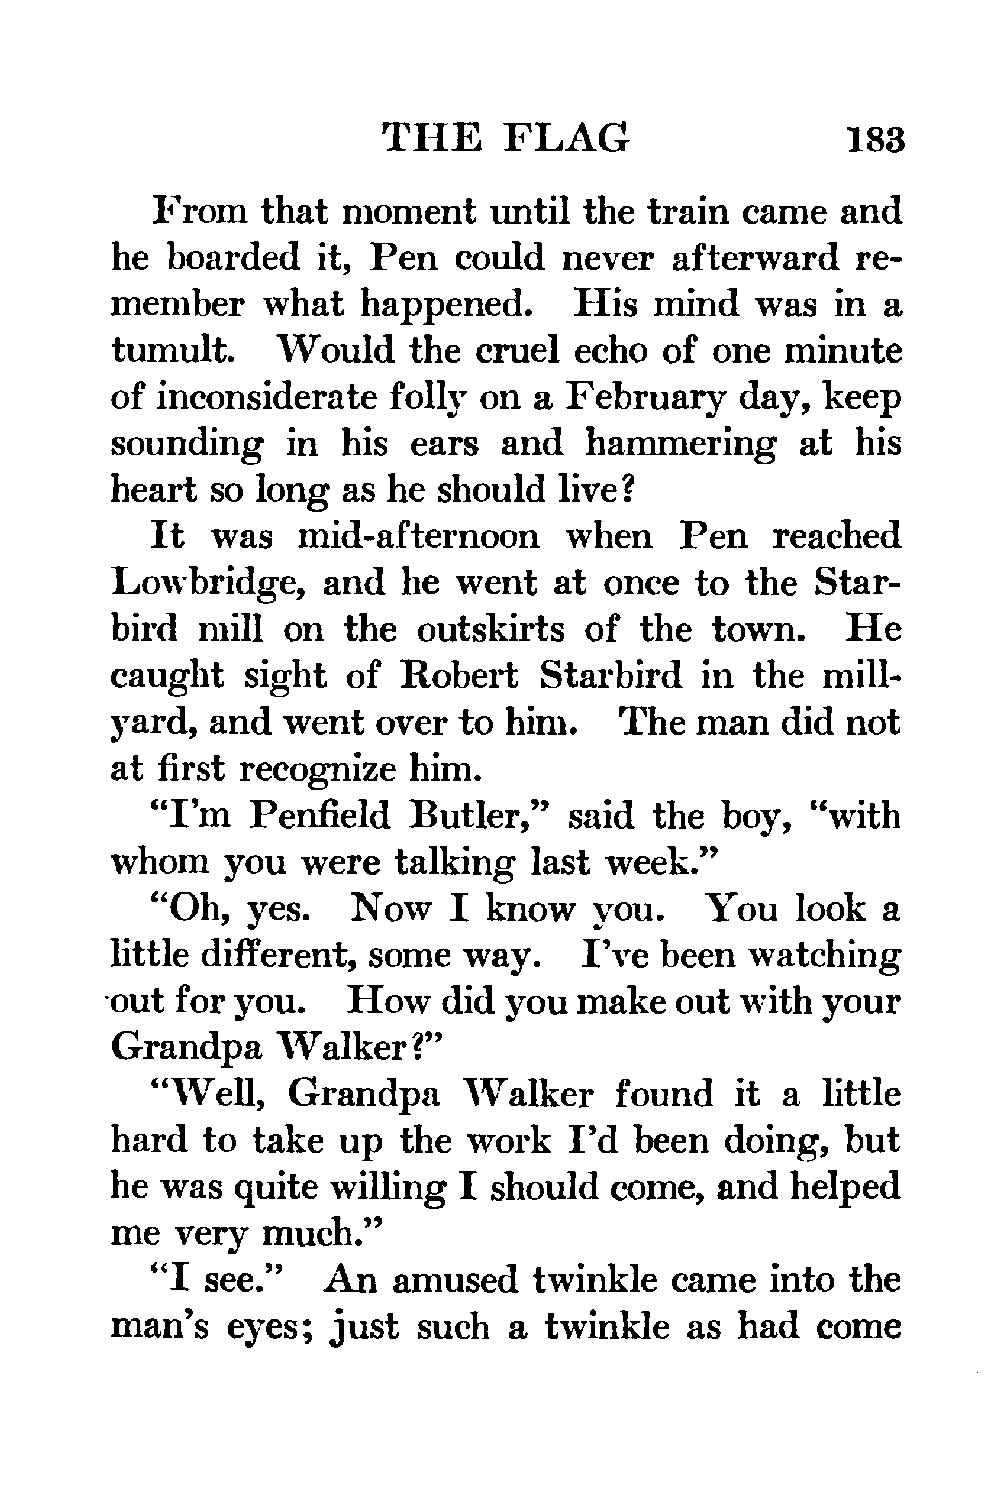 THE FLAG 183
From that moment until the train came and
he boarded it, Pen could never afterward re-
member what happened. His mind was in a
tumult. Would the cruel echo of one minute
of inconsiderate folly on a February day, keep
sounding in his ears and hammering at his
heart so long as he should live?
It was mid-afternoon when Pen reached
Lowbridge, and he went at once to the Star-
bird mill on the outskirts of the town. He
caught sight of Robert Starbird in the mill-
yard, and went over to him. The man did not
at first recognize him.
“I’m Penfield Butler,” said the boy, “with
whom you were talking last week.”
“Oh, yes. Now I know you. You look a
little different, some way. I’ve been watching
out for you. How did you make out with your
Grandpa Walker?”
“Well, Grandpa Walker found it a little
hard to take up the work I’d been doing, but
he was quite willing I should come, and helped
me very much.”
“I see.” An amused twinkle came into the
man’s eyes; just such a twinkle as had come